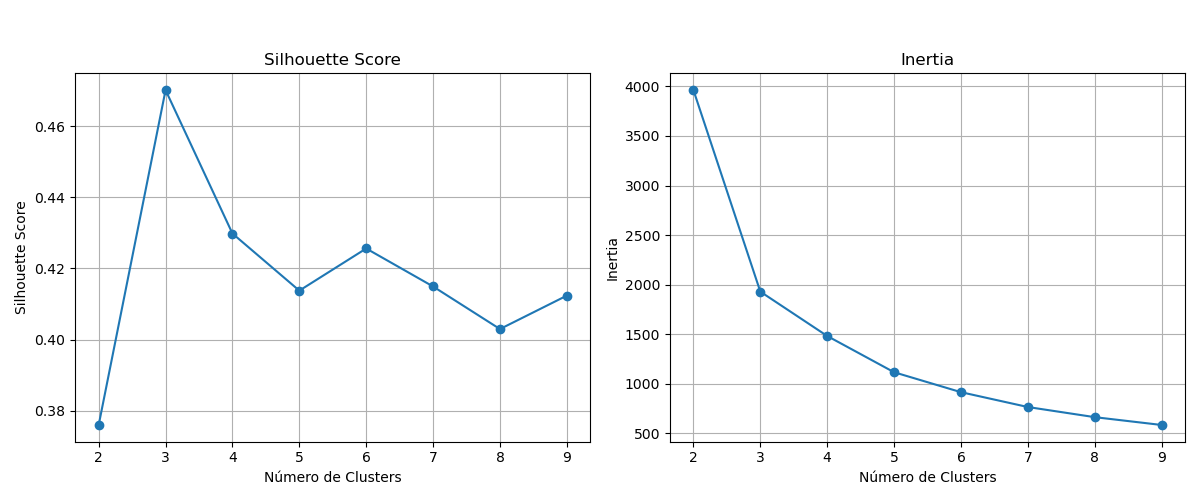 Silhouette Score
Silhouette Score
0.46
0.44
0.42
0.40
0.38
2 3 4 5 6 7 8 9
Número de Clusters
Inertia
Inertia
4000
3500
3000
2500
2000
1500
1000
500
2 3 4 5 6 7 8 9
Número de Clusters